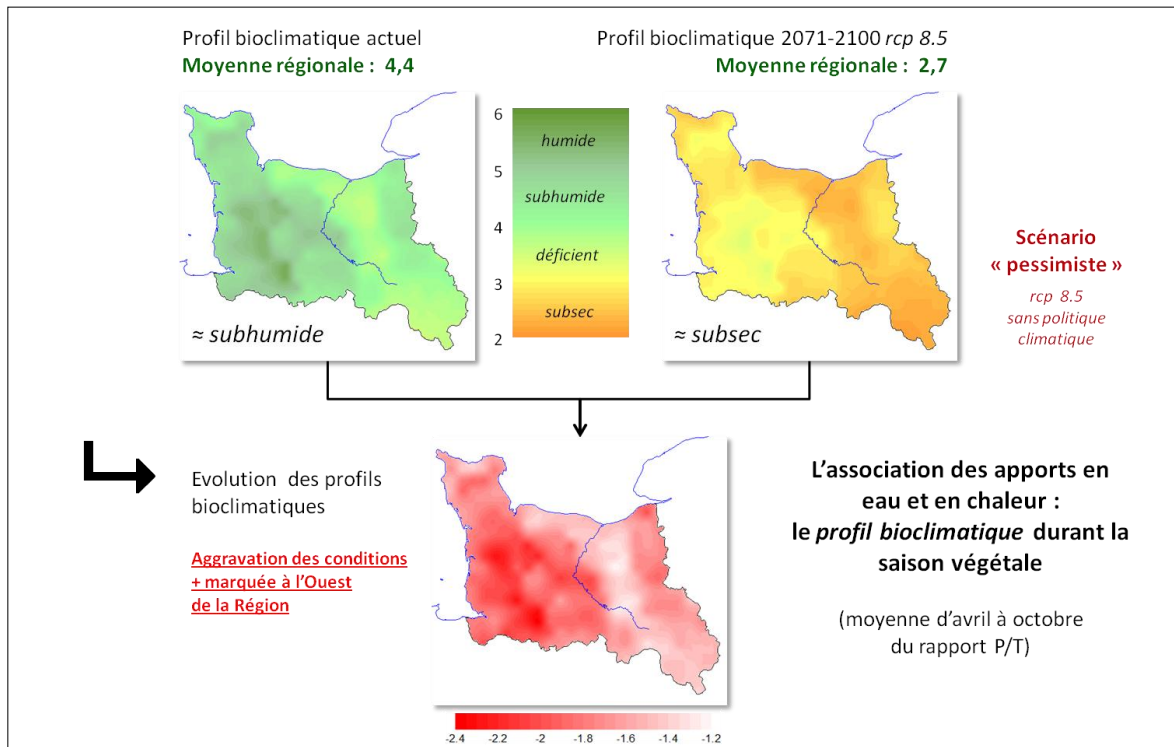 Profil bioclimatique actuel
Moyenne régionale : 4,4
Profil bioclimatique 2071-2100 rcp 8.5
Moyenne régionale : 2,7
6
humide
5
subhumide
4
déficient
3
subsec
2
≈ subhumide
≈ subsec
Scénario
« pessimiste »
rcp 8.5
sans politique
climatique
Evolution des profils
bioclimatiques
Aggravation des conditions
+ marquée à l'Ouest
de la Région
L'association des apports en
eau et en chaleur :
le profil bioclimatique durant la
saison végétale
(moyenne d'avril à octobre
du rapport P/T)
-2.4 -2.2 -2 -1.8 -1.6 -1.4 -1.2